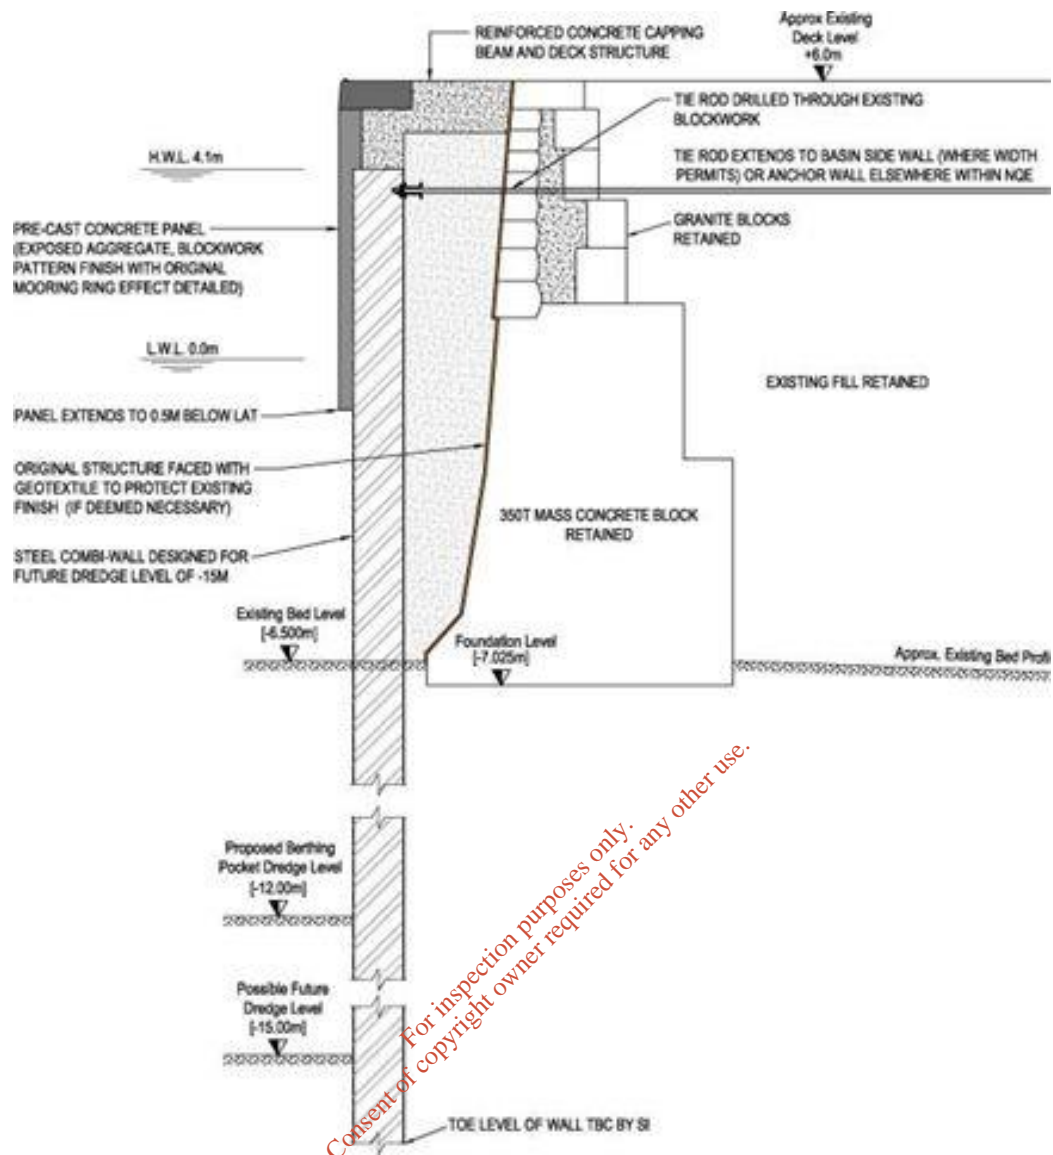 REINFORCED CONCRETE CAPPING
BEAM AND DECK STRUCTURE
Approx Existing
Deck Level
+6.0m
TIE ROD DRILLED THROUGH EXISTING
BLOCKWORK
H.W.L. 4.1m
TIE ROD EXTENDS TO BASIN SIDE WALL (WHERE WIDTH
PERMITS) OR ANCHOR WALL ELSEWHERE WITHIN NQE
PRE-CAST CONCRETE PANEL
(EXPOSED AGGREGATE, BLOCKWORK
PATTERN FINISH WITH ORIGINAL
MOORING RING EFFECT DETAILED)
GRANITE BLOCKS
RETAINED
L.W.L. 0.0m
EXISTING FILL RETAINED
PANEL EXTENDS TO 0.5M BELOW LAT
ORIGINAL STRUCTURE FACED WITH
GEOTEXTILE TO PROTECT EXISTING
FINISH (IF DEEMED NECESSARY)
350T MASS CONCRETE BLOCK
RETAINED
STEEL COMBI-WALL DESIGNED FOR
FUTURE DREDGE LEVEL OF -15M
Existing Bed Level
[-6.500m]
Foundation Level
[-7.025m]
Approx. Existing Bed Profi
Proposed Berthing
Pocket Dredge Level
[-12.00m]
Possible Future
Dredge Level
[-15.00m]
TOE LEVEL OF WALL TBC BY SI
For inspection purposes only.
Consent of copyright owner required for any other use.